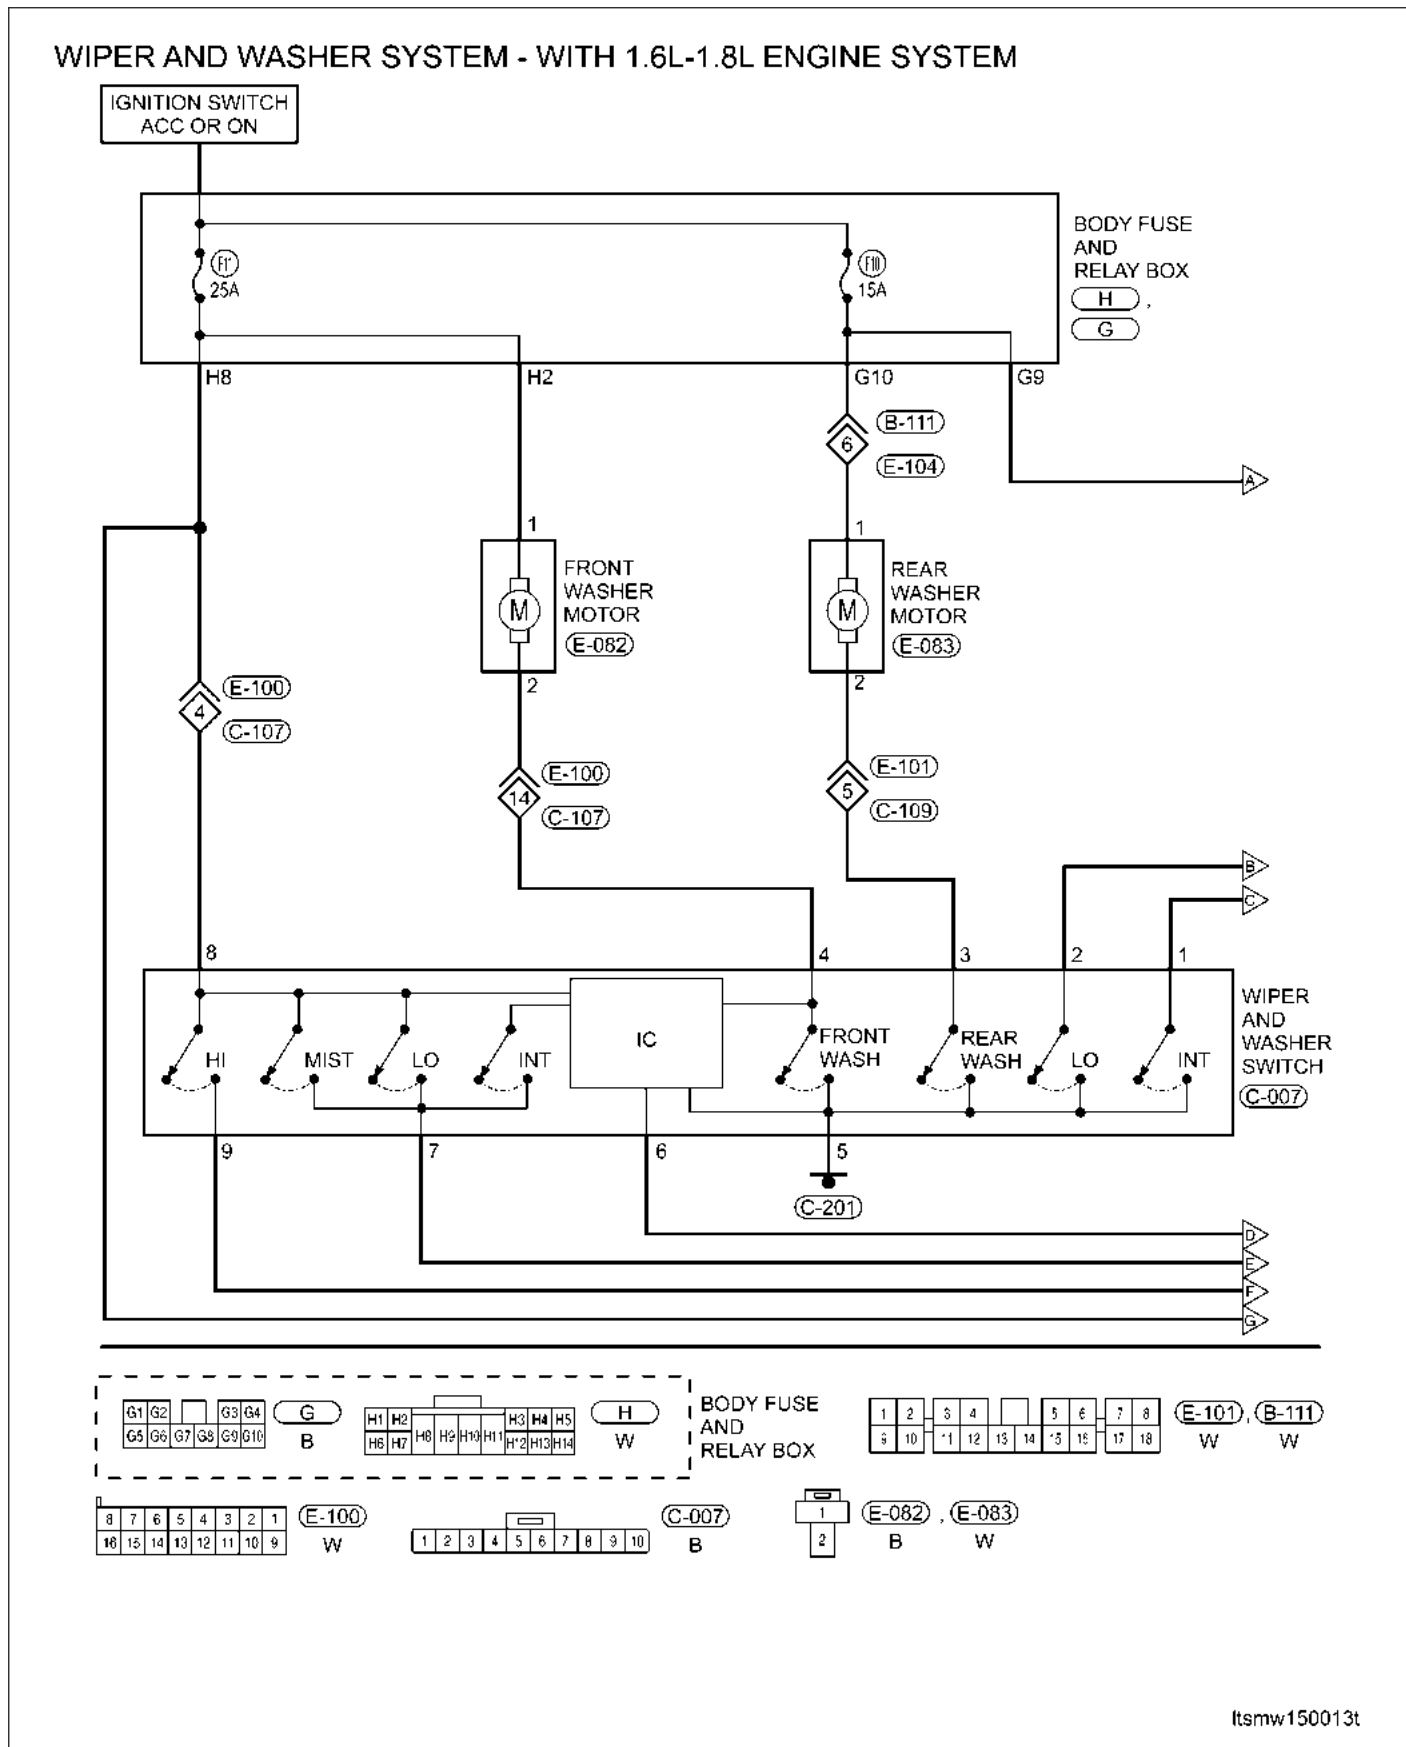 WIPER AND WASHER SYSTEM - WITH 1.6L-1.8L ENGINE SYSTEM
IGNITION SWITCH
ACC OR ON
F10
25A
15A
BODY FUSE
AND
RELAY BOX
H ,
G
H8
H2
G10
G9
B-111
6
E-104
A
1
1
FRONT
WASHER
MOTOR
E-082
M
REAR
WASHER
MOTOR
E-083
M
2
2
E-100
4
C-107
E-100
14
C-107
E-101
5
C-109
B
C
8
4
3
2
1
IC
HI
MIST
LO
INT
FRONT
WASH
REAR
WASH
LO
INT
WIPER
AND
WASHER
SWITCH
C-007
9
7
6
5
C-201
D
E
F
G
G1 G2 G3 G4
G5 G6 G7 G8 G9 G10
G
B
H1 H2 H3 H4 H5
H6 H7 H8 H9 H10 H11 H12 H13 H14
H
W
BODY FUSE
AND
RELAY BOX
1 2 3 4 5 6 7 8
9 10 11 12 13 14 15 16 17 18
E-101 , B-111
W W
8 7 6 5 4 3 2 1
16 15 14 13 12 11 10 9
E-100
W
1 2 3 4 5 6 7 8 9 10
C-007
B
1
2
E-082 , E-083
B W
ltsmw150013t